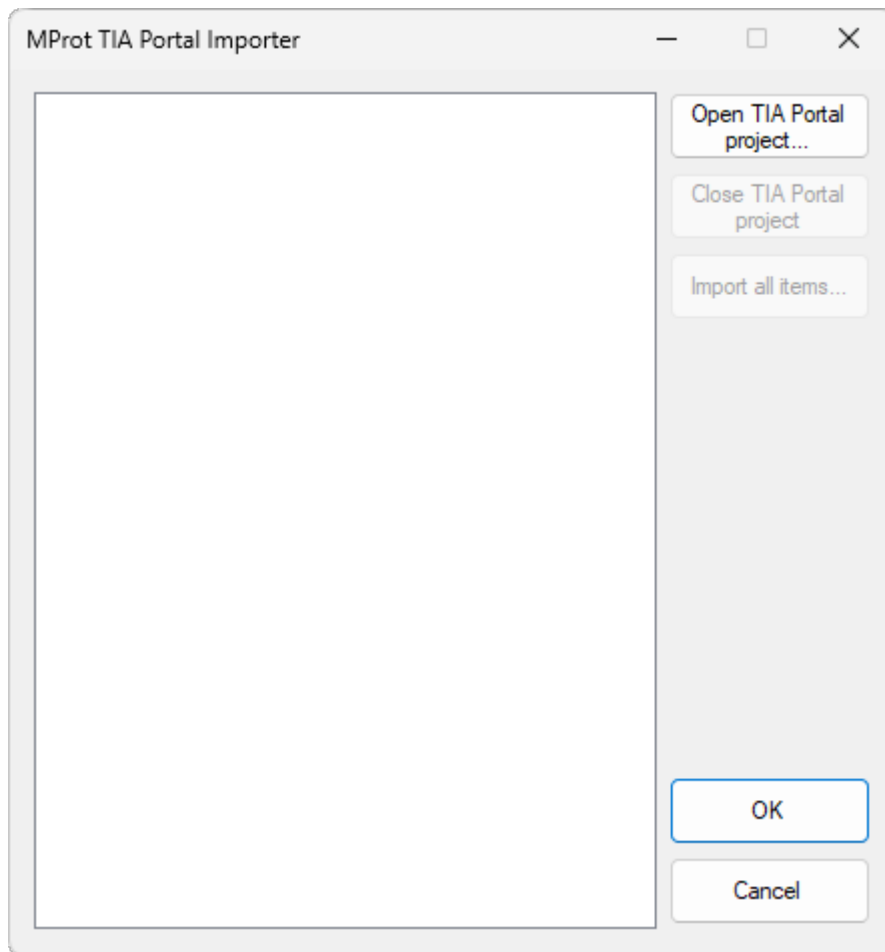 MProt TIA Portal Importer
Open TIA Portal
project...
Close TIA Portal
project
Import all items...
OK
Cancel